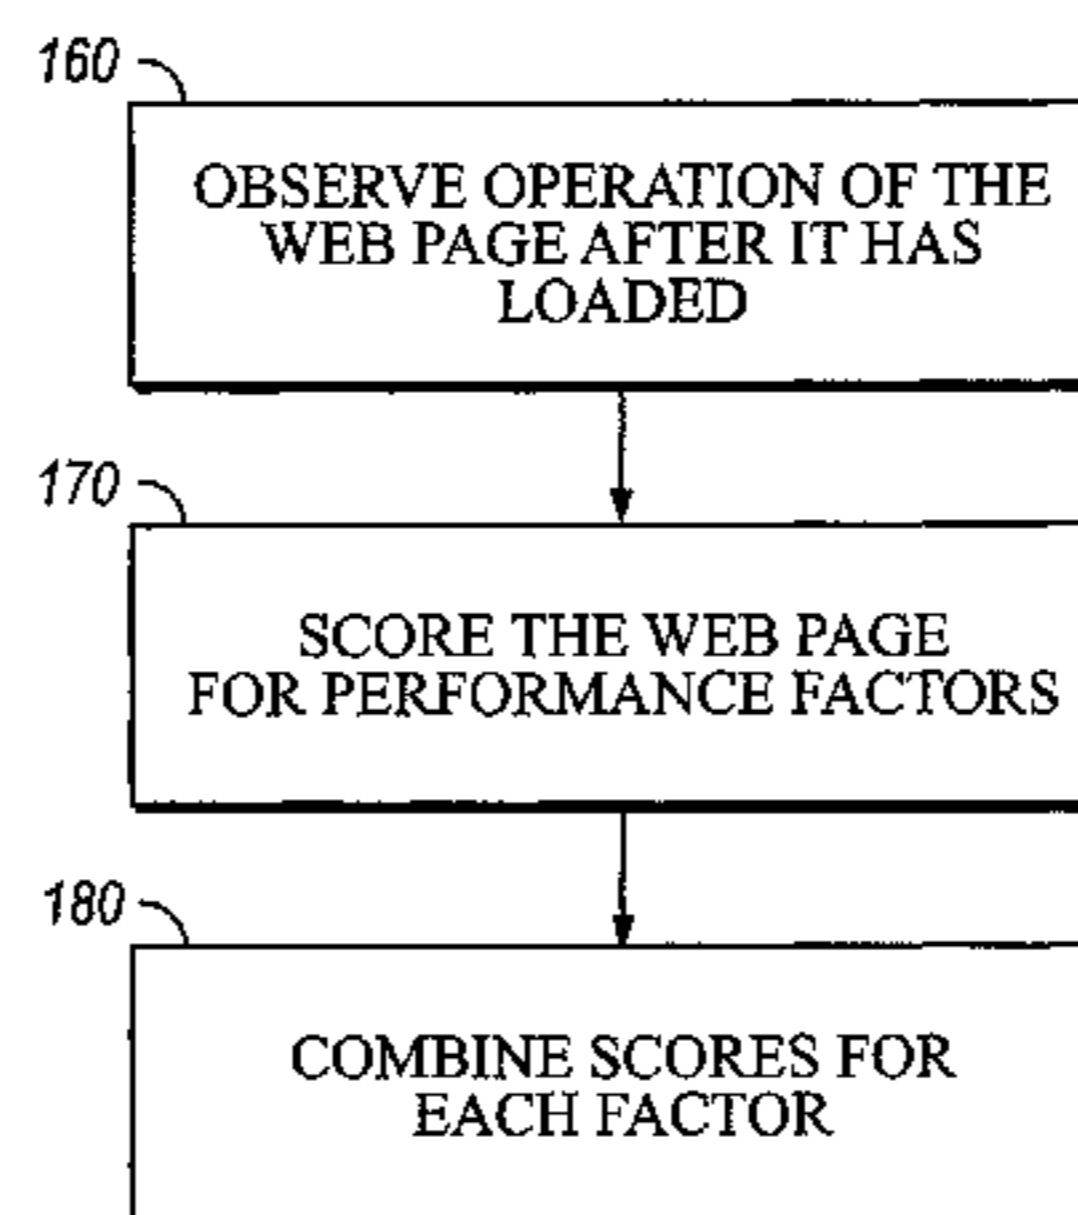 160
OBSERVE OPERATION OF THE
WEB PAGE AFTER IT HAS
LOADED
170
SCORE THE WEB PAGE
FOR PERFORMANCE FACTORS
180
COMBINE SCORES FOR
EACH FACTOR